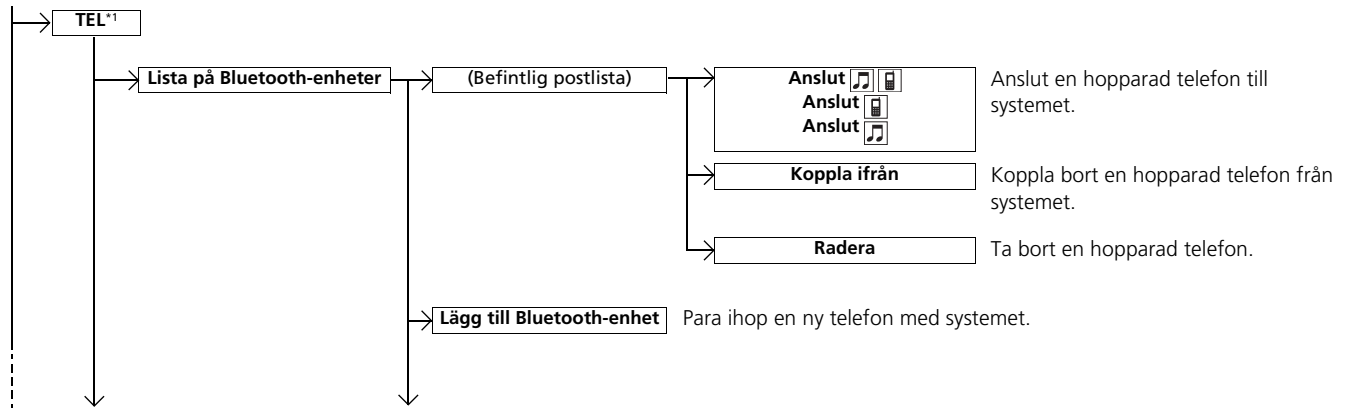 TEL*1
Lista på Bluetooth-enheter
(Befintlig postlista)
Anslut
Anslut
Anslut
Anslut en hopparad telefon till
systemet.
Koppla ifrån
Koppla bort en hopparad telefon från
systemet.
Radera
Ta bort en hopparad telefon.
Lägg till Bluetooth-enhet
Para ihop en ny telefon med systemet.